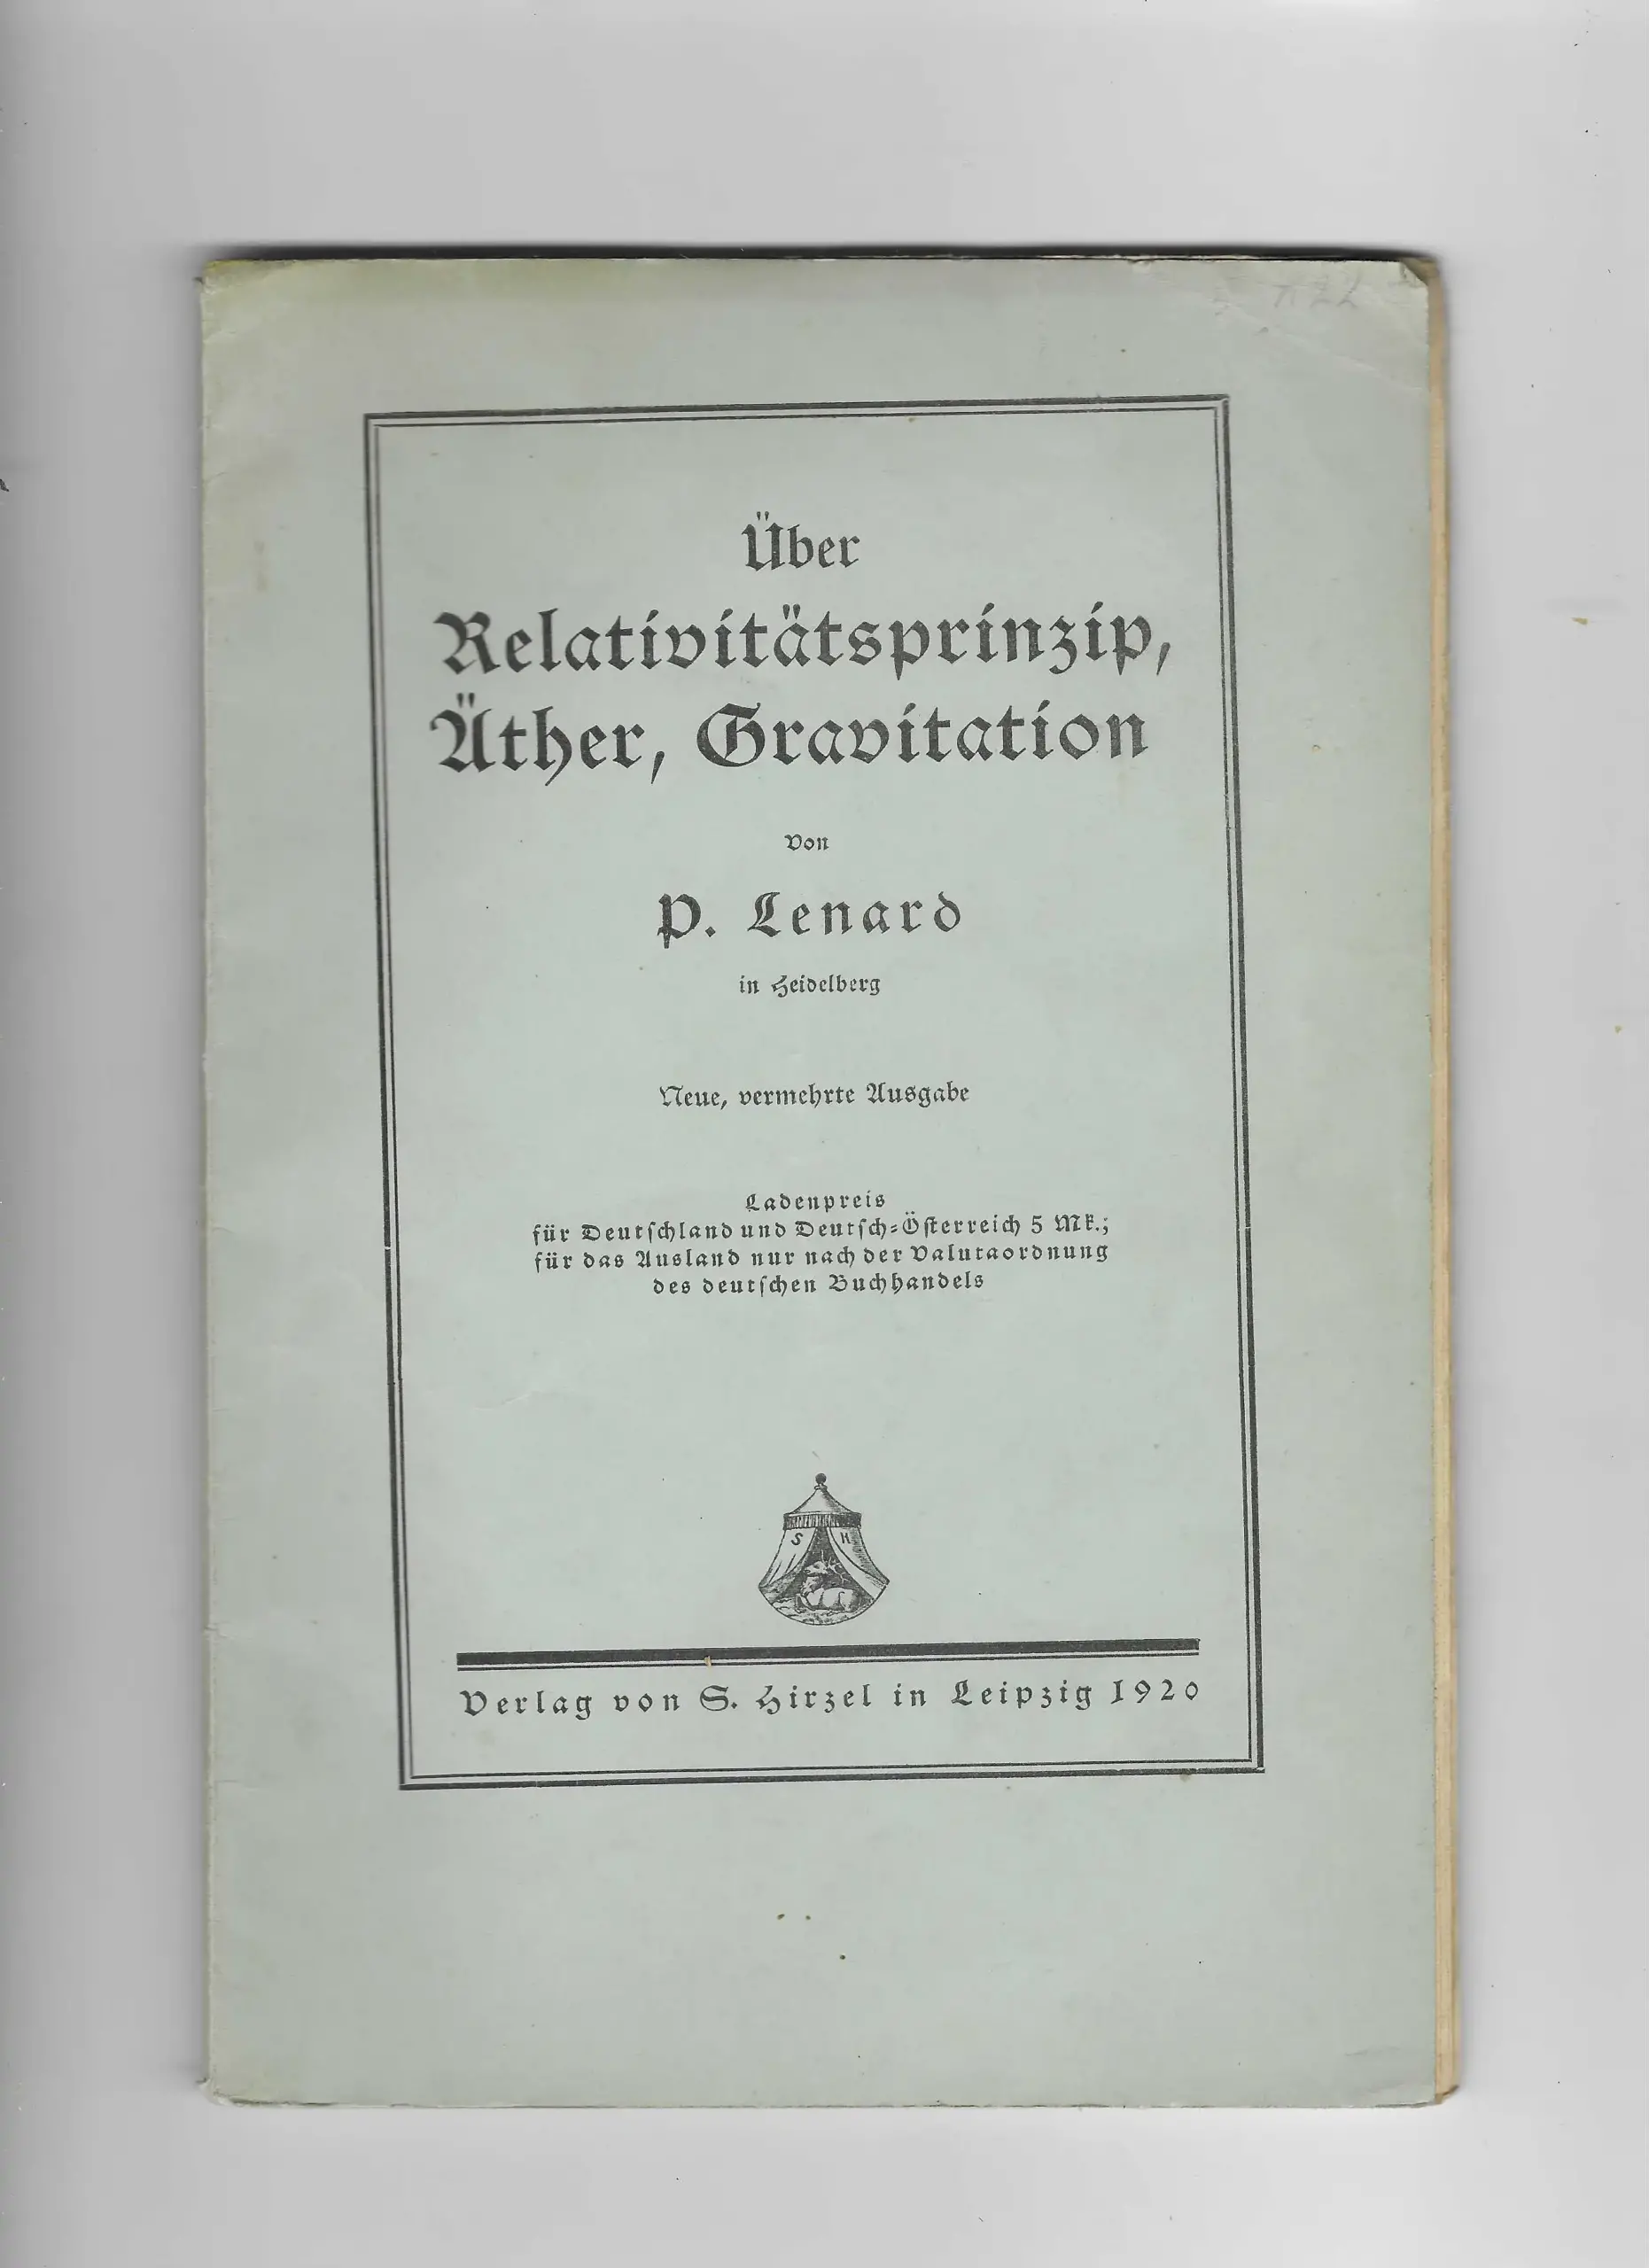 Über
Relativitätsprinzip,
Äther, Gravitation
von
P. Lenard
in Heidelberg
Neue, vermehrte Ausgabe
Ladenpreis
für Deutschland und Deutsch-Österreich 5 Mk.;
für das Ausland nur nach der Valutaordnung
des deutschen Buchhandels
S H
Verlag von S. Hirzel in Leipzig 1920